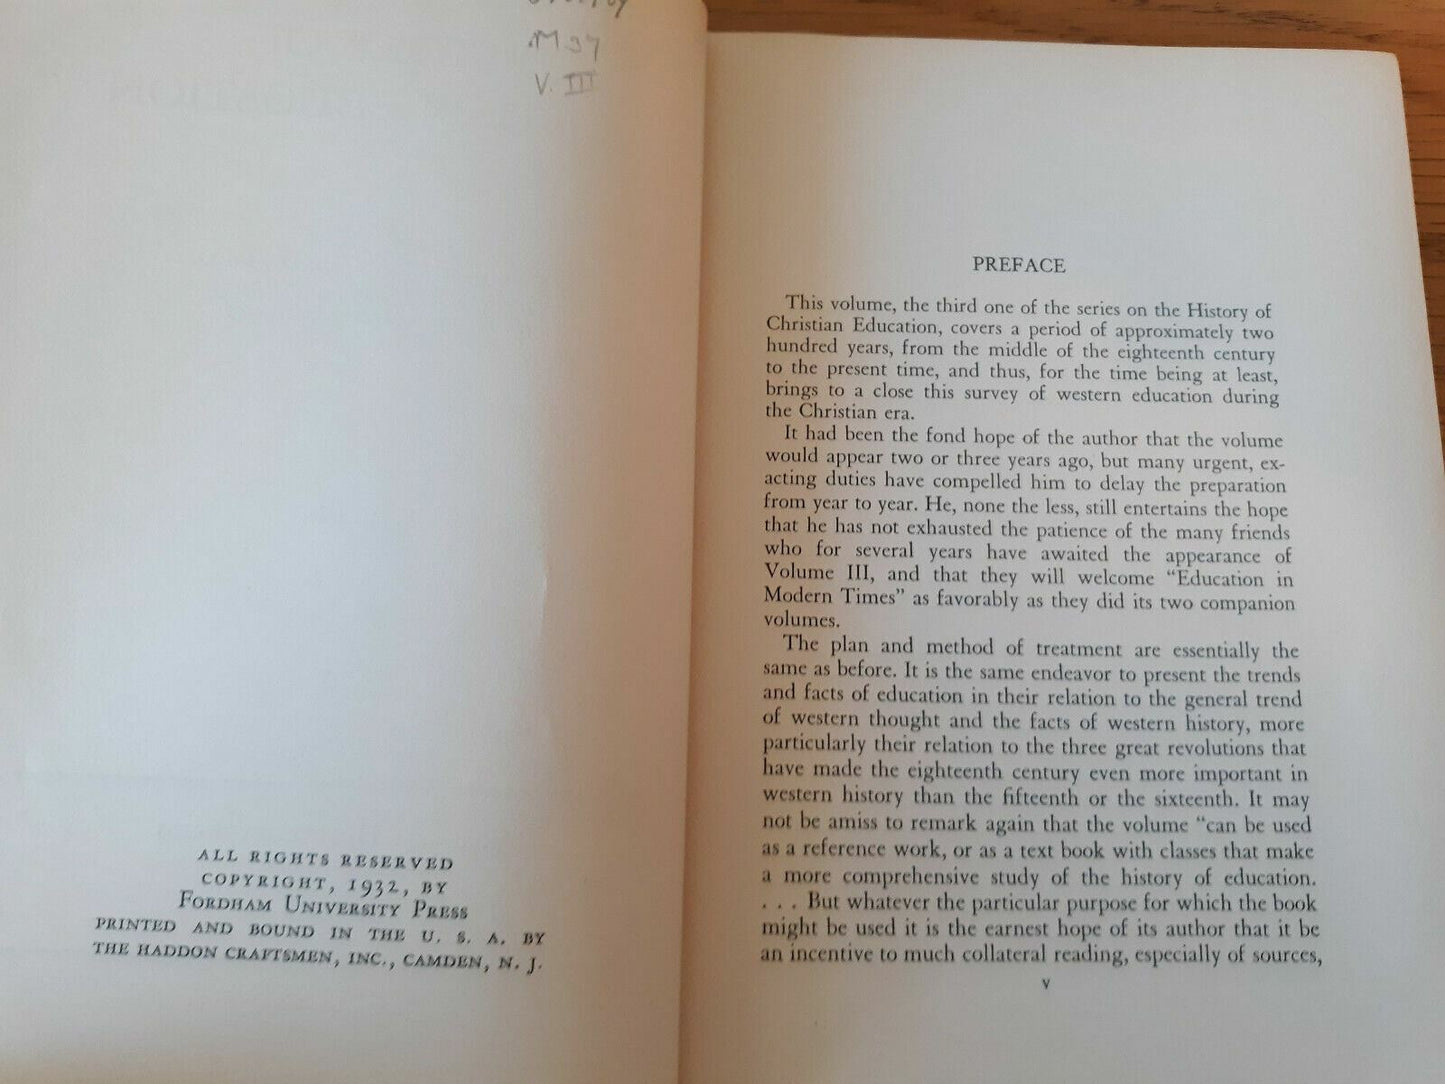 M37
V. III
ALL RIGHTS RESERVED
COPYRIGHT, 1932, BY
FORDHAM UNIVERSITY PRESS
PRINTED AND BOUND IN THE U. S. A. BY
THE HADDON CRAFTSMEN, INC., CAMDEN, N. J.
PREFACE
This volume, the third one of the series on the History of
Christian Education, covers a period of approximately two
hundred years, from the middle of the eighteenth century
to the present time, and thus, for the time being at least,
brings to a close this survey of western education during
the Christian era.
It had been the fond hope of the author that the volume
would appear two or three years ago, but many urgent, ex-
acting duties have compelled him to delay the preparation
from year to year. He, none the less, still entertains the hope
that he has not exhausted the patience of the many friends
who for several years have awaited the appearance of
Volume III, and that they will welcome “Education in
Modern Times” as favorably as they did its two companion
volumes.
The plan and method of treatment are essentially the
same as before. It is the same endeavor to present the trends
and facts of education in their relation to the general trend
of western thought and the facts of western history, more
particularly their relation to the three great revolutions that
have made the eighteenth century even more important in
western history than the fifteenth or the sixteenth. It may
not be amiss to remark again that the volume “can be used
as a reference work, or as a text book with classes that make
a more comprehensive study of the history of education.
. . . But whatever the particular purpose for which the book
might be used it is the earnest hope of its author that it be
an incentive to much collateral reading, especially of sources,
v